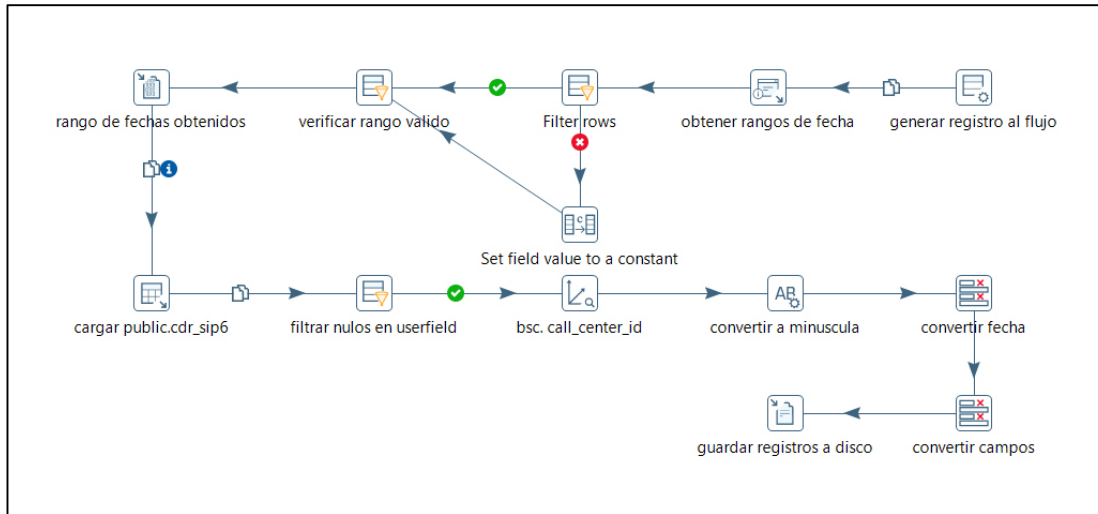 rango de fechas obtenidos
verificar rango valido
Filter rows
obtener rangos de fecha
generar registro al flujo
Set field value to a constant
cargar public.cdr_sip6
filtrar nulos en userfield
bsc. call_center_id
convertir a minuscula
convertir fecha
guardar registros a disco
convertir campos